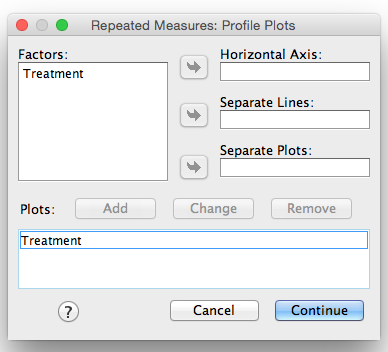 Repeated Measures: Profile Plots
Factors:
Treatment
Horizontal Axis:
Separate Lines:
Separate Plots:
Plots:
Add
Change
Remove
Treatment
?
Cancel
Continue